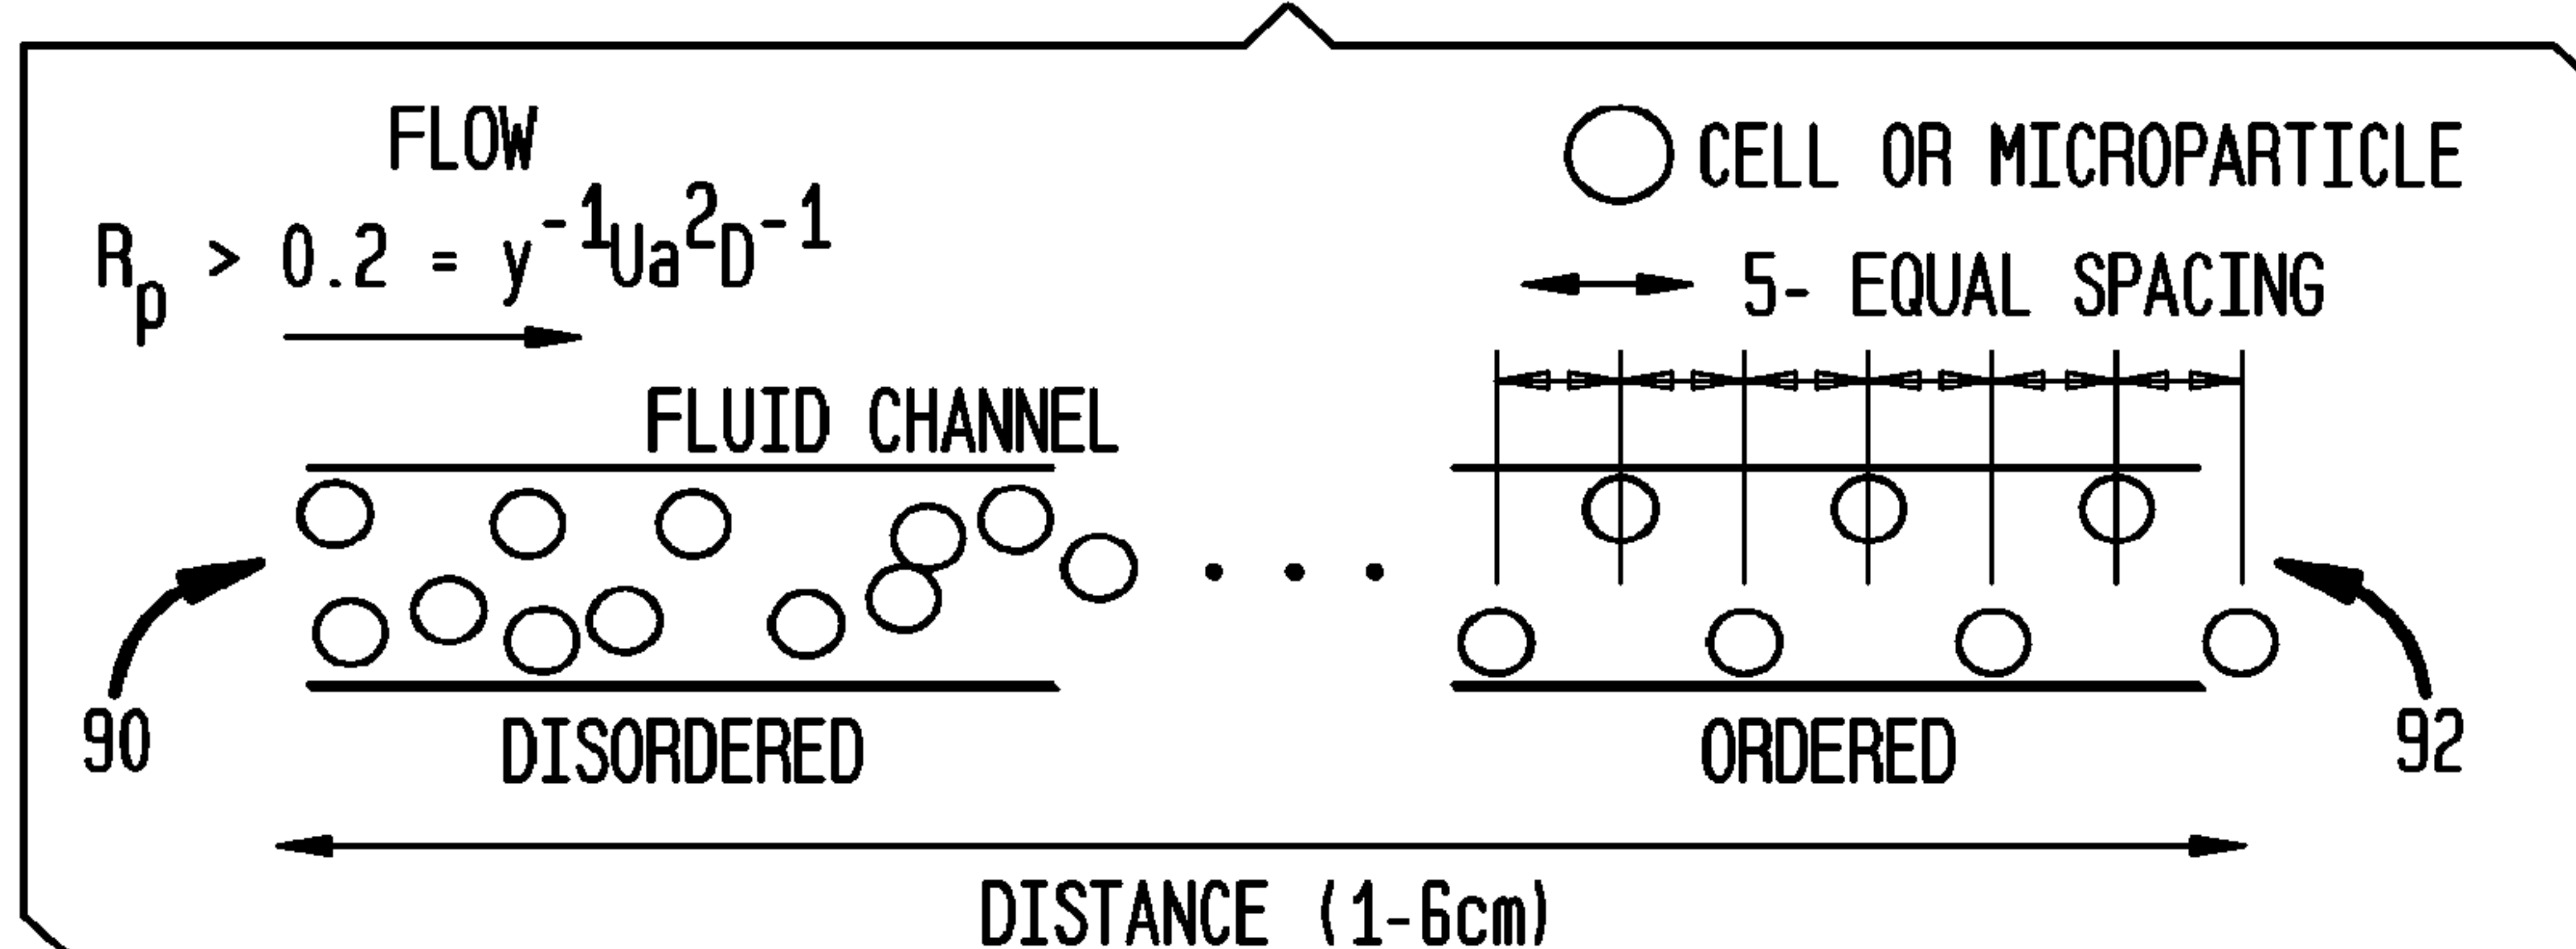 FLOW
R_p > 0.2 = y^-1Ua^2D^-1
CELL OR MICROPARTICLE
5- EQUAL SPACING
FLUID CHANNEL
90
DISORDERED
ORDERED
92
DISTANCE (1-6cm)